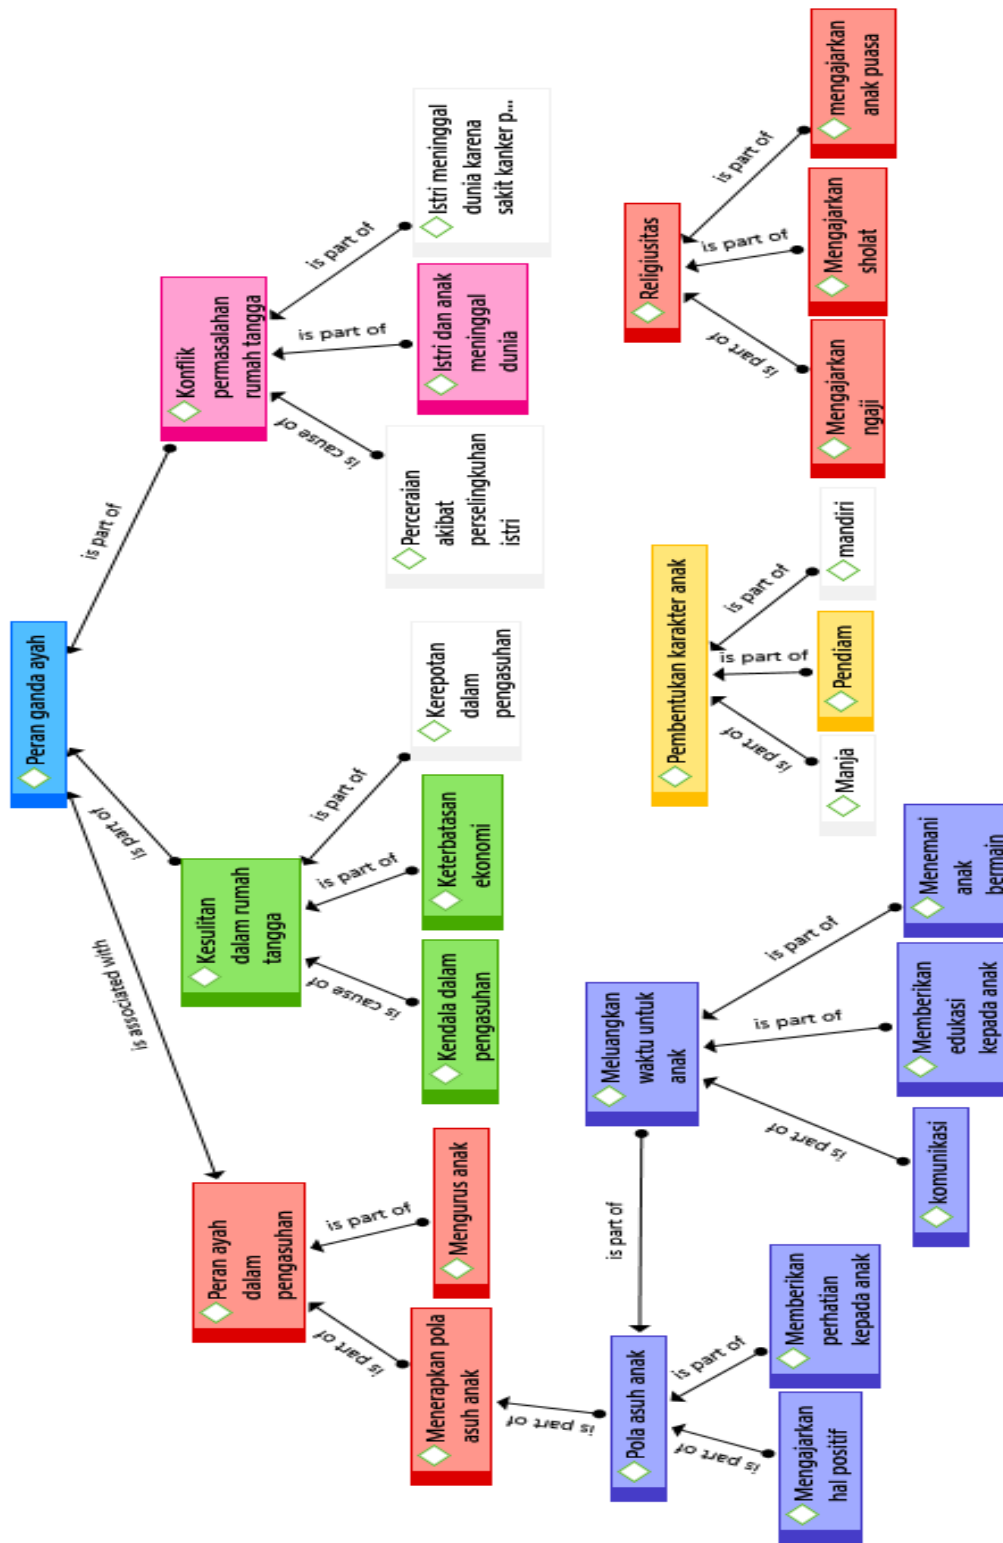 Peran ganda ayah
is associated with
is part of
is part of
Peran ayah
dalam
pengasuhan
Kesulitan
dalam rumah
tangga
Konflik
permasalahan
rumah tangga
is part of
is part of
is cause of
is part of
is part of
is cause of
is part of
is part of
Menerapkan pola
asuh anak
Mengurus anak
Kendala dalam
pengasuhan
Keterbatasan
ekonomi
Kerepotan
dalam
pengasuhan
Perceraian
akibat
perselingkuhan
istri
Istri dan anak
meninggal
dunia
Istri meninggal
dunia karena
sakit kanker p...
is part of
Pola asuh anak
is part of
Meluangkan
waktu untuk
anak
Pembentukan karakter anak
Religiusitas
is part of
is part of
is part of
is part of
is part of
is part of
is part of
is part of
is part of
is part of
is part of
Mengajarkan
hal positif
Memberikan
perhatian
kepada anak
komunikasi
Memberikan
edukasi
kepada anak
Menemani
anak
bermain
Manja
Pendiam
mandiri
Mengajarkan
ngaji
Mengajarkan
sholat
mengajarkan
anak puasa